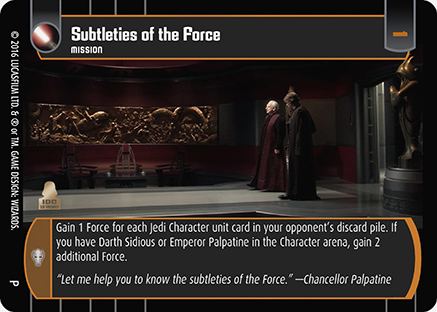 Subtleties of the Force
MISSION
Gain 1 Force for each Jedi Character unit card in your opponent's discard pile. If
you have Darth Sidious or Emperor Palpatine in the Character arena, gain 2
additional Force.
"Let me help you to know the subtleties of the Force." —Chancellor Palpatine
© 2016 LUCASFILM LTD. & ® or TM. GAME DESIGN: WIZARDS.
P
IDC